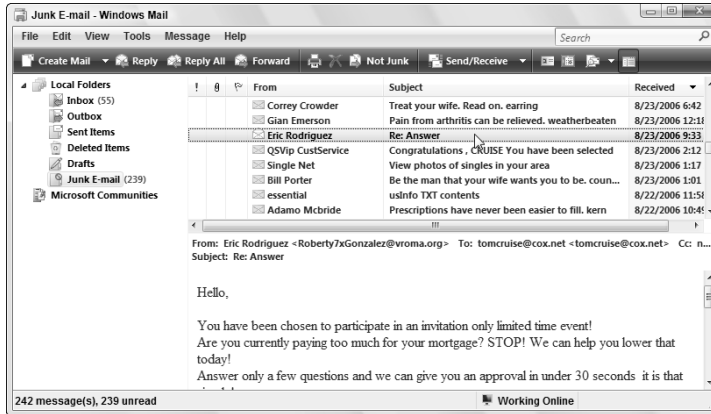 Junk E-mail - Windows Mail
File Edit View Tools Message Help
Search
Create Mail Reply Reply All Forward Not Junk Send/Receive
Local Folders
Inbox (55)
Outbox
Sent Items
Deleted Items
Drafts
Junk E-mail (239)
Microsoft Communities
! From Subject Received
Correy Crowder Treat your wife. Read on. earring 8/23/2006 6:42
Gian Emerson Pain from arthritis can be relieved. weatherbeaten 8/23/2006 12:18
Eric Rodriguez Re: Answer 8/23/2006 9:33
QSVip CustService Congratulations , CRUISE You have been selected 8/23/2006 2:12
Single Net View photos of singles in your area 8/23/2006 1:17
Bill Porter Be the man that your wife wants you to be. coun... 8/23/2006 1:01
essential usInfo TXT contents 8/22/2006 11:58
Adamo Mcbride Prescriptions have never been easier to fill. kern 8/22/2006 10:49
From: Eric Rodriguez <Roberty7xGonzalez@vroma.org> To: tomcruise@cox.net <tomcruise@cox.net> Cc: n...
Subject: Re: Answer
Hello,
You have been chosen to participate in an invitation only limited time event!
Are you currently paying too much for your mortgage? STOP! We can help you lower that
today!
Answer only a few questions and we can give you an approval in under 30 seconds it is that
242 message(s), 239 unread
Working Online